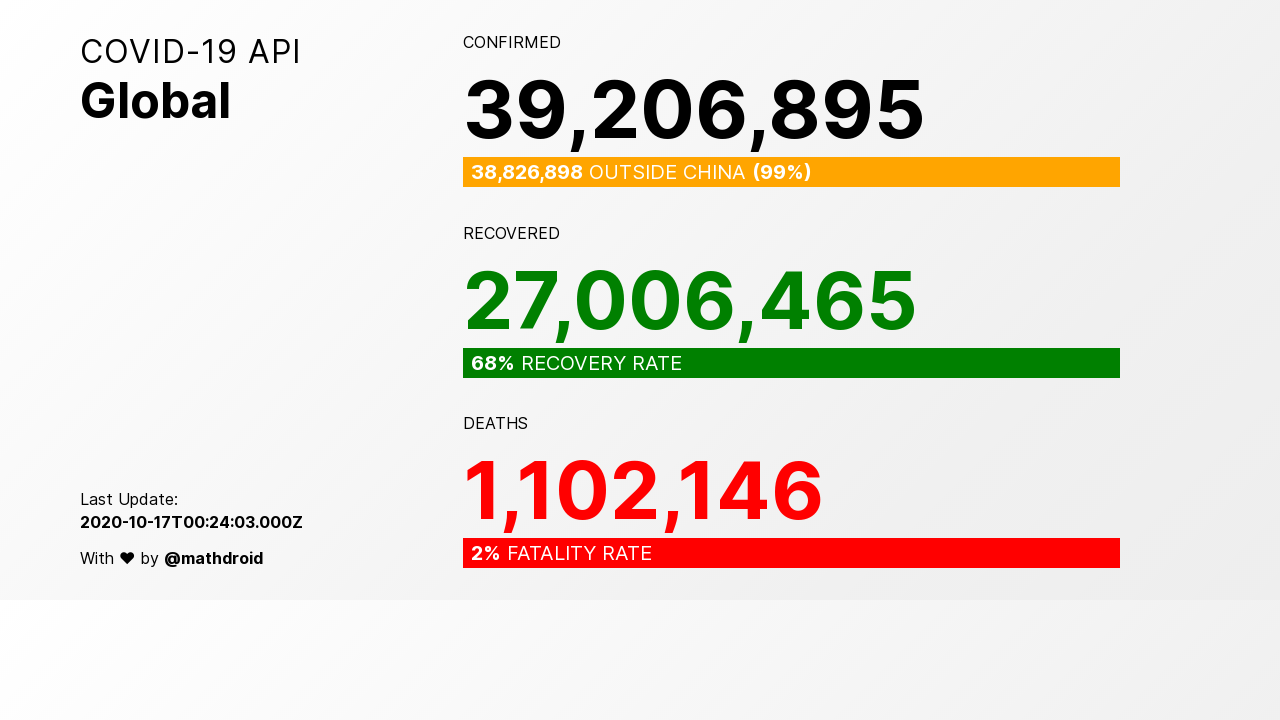 COVID-19 API
Global
CONFIRMED
39,206,895
38,826,898 OUTSIDE CHINA (99%)
RECOVERED
27,006,465
68% RECOVERY RATE
DEATHS
1,102,146
2% FATALITY RATE
Last Update:
2020-10-17T00:24:03.000Z
With ♥ by @mathdroid